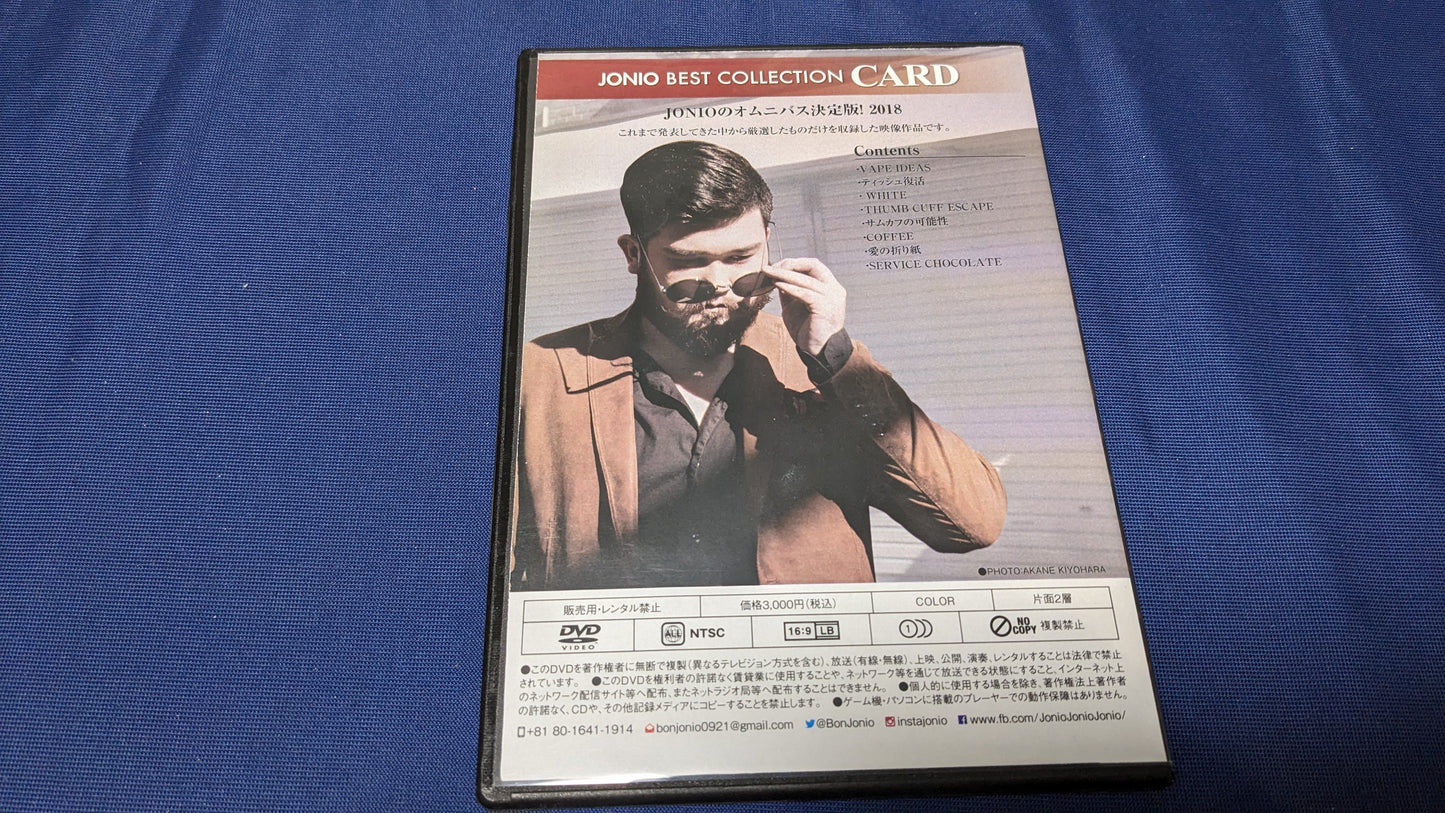 JONIO BEST COLLECTION CARD
JONIOのオムニバス決定版! 2018
これまで発表してきた中から厳選したものだけを収録した映像作品です。
Contents
・VAPE IDEAS
・ティッシュ復活
・WHITE
・THUMB CUFF ESCAPE
・サムカフの可能性
・COFFEE
・愛の折り紙
・SERVICE CHOCOLATE
●PHOTO:AKANE KIYOHARA
販売用・レンタル禁止 価格3,000円(税込) COLOR 片面2層
DVD VIDEO ALL NTSC 16:9 LB 1 NO COPY 複製禁止
●このDVDを著作権者に無断で複製(異なるテレビジョン方式を含む)、放送(有線・無線)、上映、公開、演奏、レンタルすることは法律で禁止
されています。 ●このDVDを権利者の許諾なく賃貸業に使用することや、ネットワーク等を通じて放送できる状態にすること、インターネット上
のネットワーク配信サイト等へ配布、またネットラジオ局等へ配布することはできません。 ●個人的に使用する場合を除き、著作権法上著作者
の許諾なく、CDや、その他記録メディアにコピーすることを禁止します。 ●ゲーム機・パソコンに搭載のプレーヤーでの動作保障はありません。
+81 80-1641-1914 bonjonio0921@gmail.com @BonJonio instajonio www.fb.com/JonioJonioJonio/